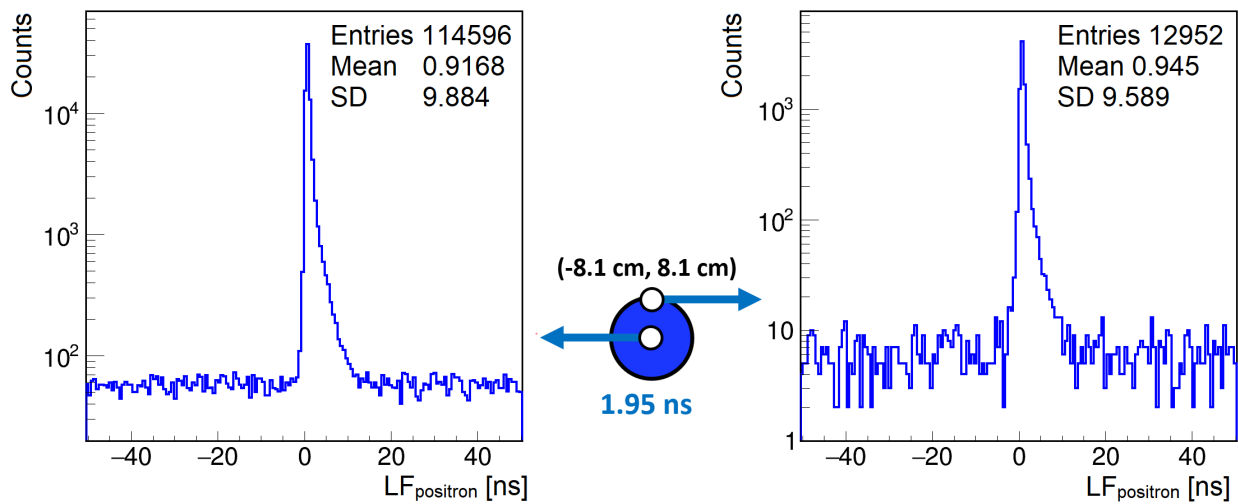 Counts
Entries 114596
Mean 0.9168
SD 9.884
10⁴
10³
10²
−40 −20 0 20 40
LFpositron [ns]
(-8.1 cm, 8.1 cm)
1.95 ns
Counts
Entries 12952
Mean 0.945
SD 9.589
10³
10²
10
1
−40 −20 0 20 40
LFpositron [ns]